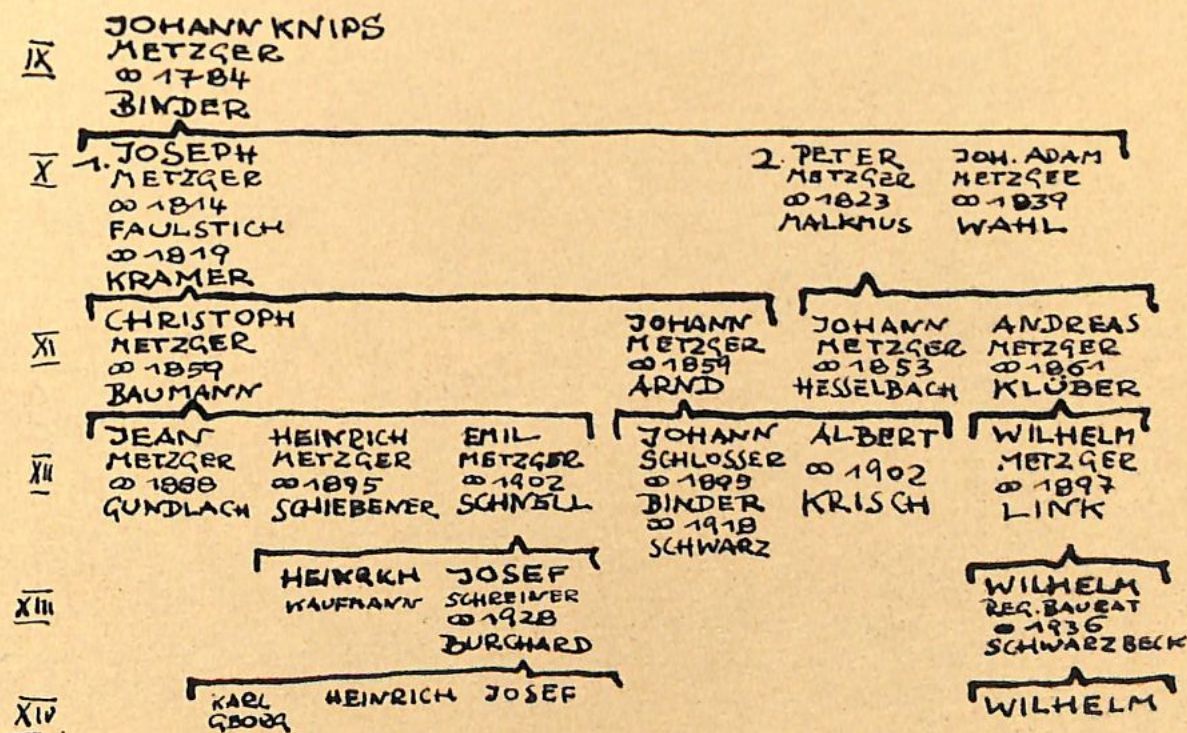 IX
JOHANN KNIPS
METZGER
∞ 1784
BINDER
X
1. JOSEPH
METZGER
∞ 1814
FAULSTICH
∞ 1819
KRAMER
2. PETER
METZGER
∞ 1823
MALKMUS
JOH. ADAM
METZGER
∞ 1839
WAHL
XI
CHRISTOPH
METZGER
∞ 1859
BAUMANN
JOHANN
METZGER
∞ 1859
ARND
JOHANN
METZGER
∞ 1853
HESSELBACH
ANDREAS
METZGER
∞ 1861
KLÜBER
XII
JEAN
METZGER
∞ 1888
GUNDLACH
HEINRICH
METZGER
∞ 1895
SCHIEBENER
EMIL
METZGER
∞ 1902
SCHNELL
JOHANN
SCHLOSSER
∞ 1899
BINDER
∞ 1918
SCHWARZ
ALBERT
∞ 1902
KRISCH
WILHELM
METZGER
∞ 1897
LINK
XIII
HEINRICH
KAUFMANN
JOSEF
SCHREINER
∞ 1928
BURCHARD
WILHELM
REG. BAURAT
∞ 1936
SCHWARZBECK
XIV
KARL
GEORG
HEINRICH
JOSEF
WILHELM